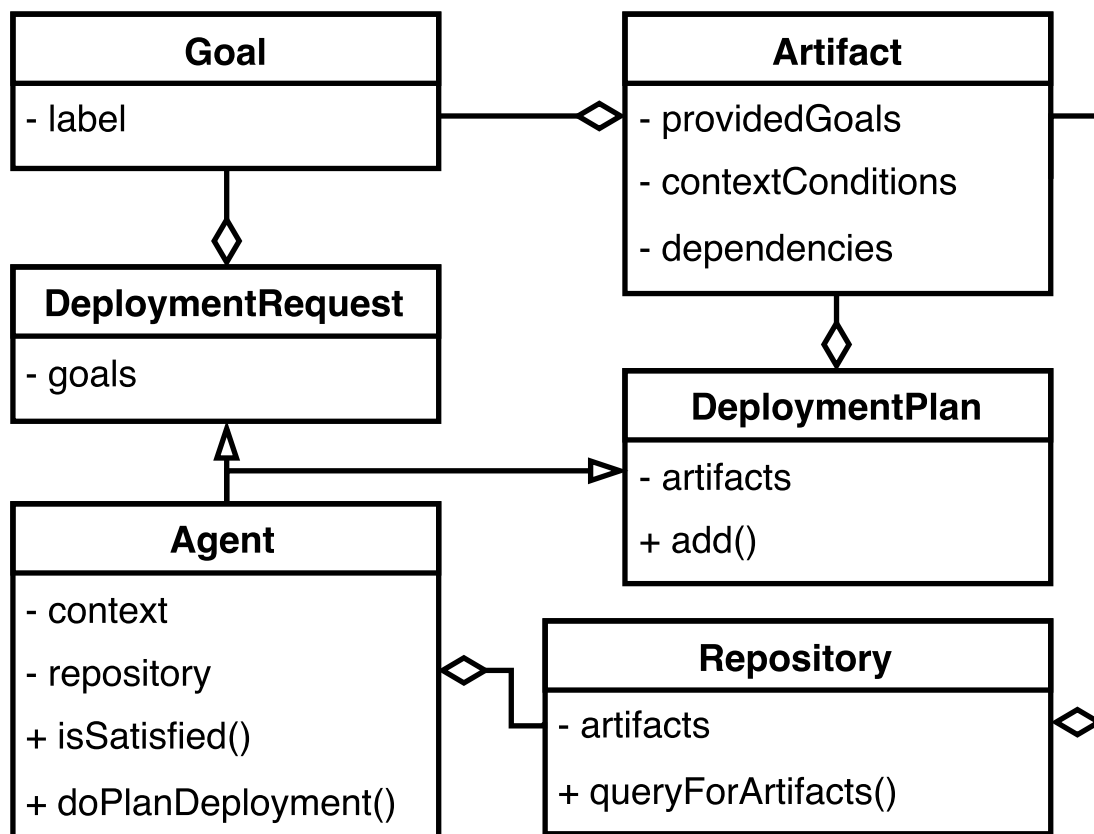 Goal
- label
Artifact
- providedGoals
- contextConditions
- dependencies
DeploymentRequest
- goals
DeploymentPlan
- artifacts
+ add()
Agent
- context
- repository
+ isSatisfied()
+ doPlanDeployment()
Repository
- artifacts
+ queryForArtifacts()